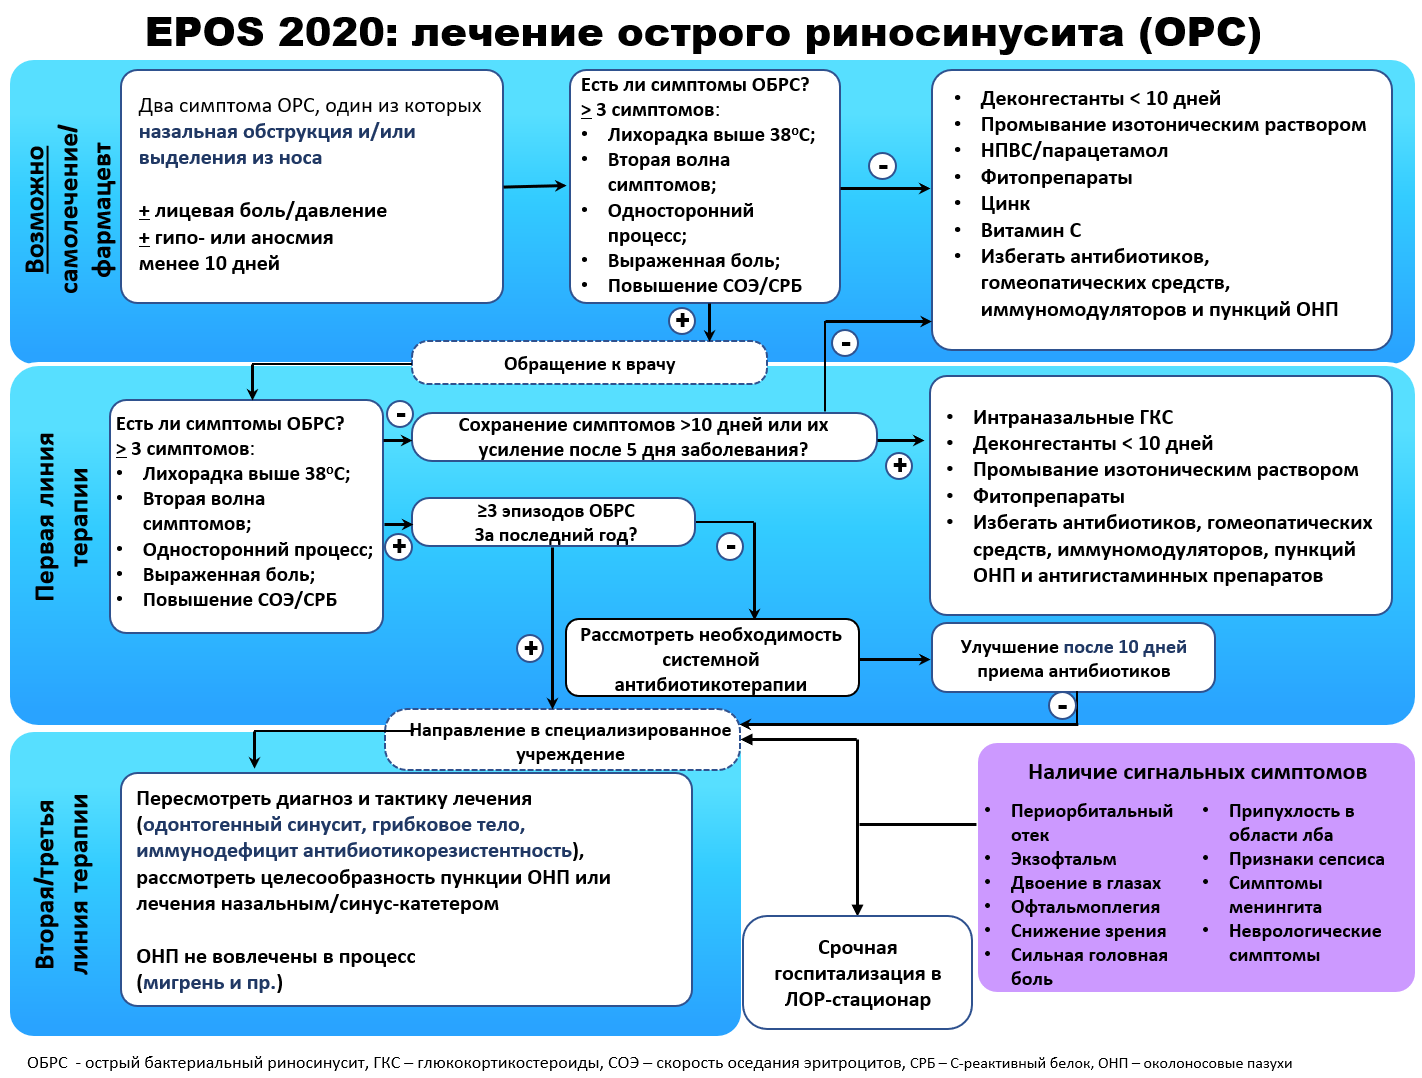 EPOS 2020: лечение острого риносинусита (ОРС)
Возможно
самолечение/
фармацевт
Два симптома ОРС, один из которых
назальная обструкция и/или
выделения из носа
+ лицевая боль/давление
+ гипо- или аносмия
менее 10 дней
Есть ли симптомы ОБРС?
> 3 симптомов:
• Лихорадка выше 38ºС;
• Вторая волна
симптомов;
• Односторонний
процесс;
• Выраженная боль;
• Повышение СОЭ/СРБ
-
• Деконгестанты < 10 дней
• Промывание изотоническим раствором
• НПВС/парацетамол
• Фитопрепараты
• Цинк
• Витамин С
• Избегать антибиотиков,
гомеопатических средств,
иммуномодуляторов и пункций ОНП
+
-
Обращение к врачу
Первая линия
терапии
Есть ли симптомы ОБРС?
> 3 симптомов:
• Лихорадка выше 38ºС;
• Вторая волна
симптомов;
• Односторонний процесс;
• Выраженная боль;
• Повышение СОЭ/СРБ
-
Сохранение симптомов >10 дней или их
усиление после 5 дня заболевания?
+
• Интраназальные ГКС
• Деконгестанты < 10 дней
• Промывание изотоническим раствором
• Фитопрепараты
• Избегать антибиотиков, гомеопатических
средств, иммуномодуляторов, пункций
ОНП и антигистаминных препаратов
+
≥3 эпизодов ОБРС
За последний год?
-
+
Рассмотреть необходимость
системной
антибиотикотерапии
Улучшение после 10 дней
приема антибиотиков
-
Направление в специализированное
учреждение
Вторая/третья
линия терапии
Пересмотреть диагноз и тактику лечения
(одонтогенный синусит, грибковое тело,
иммунодефицит антибиотикорезистентность),
рассмотреть целесообразность пункции ОНП или
лечения назальным/синус-катетером
ОНП не вовлечены в процесс
(мигрень и пр.)
Срочная
госпитализация в
ЛОР-стационар
Наличие сигнальных симптомов
• Периорбитальный
отек
• Экзофтальм
• Двоение в глазах
• Офтальмоплегия
• Снижение зрения
• Сильная головная
боль
• Припухлость в
области лба
• Признаки сепсиса
• Симптомы
менингита
• Неврологические
симптомы
ОБРС - острый бактериальный риносинусит, ГКС – глюкокортикостероиды, СОЭ – скорость оседания эритроцитов, СРБ – С-реактивный белок, ОНП – околоносовые пазухи